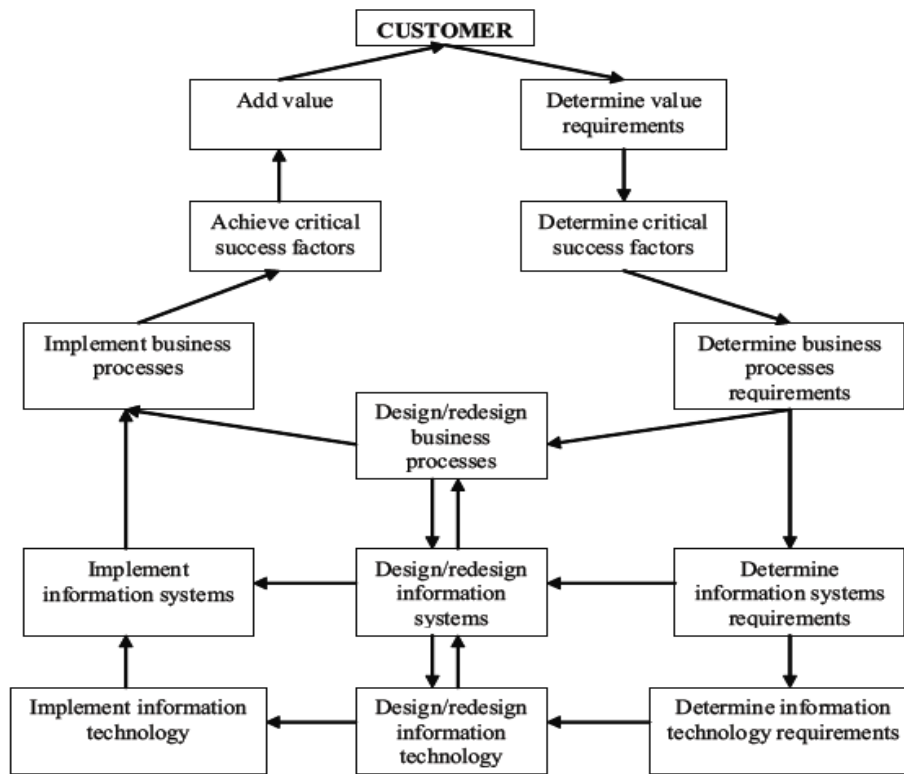 CUSTOMER
Add value
Determine value
requirements
Achieve critical
success factors
Determine critical
success factors
Implement business
processes
Determine business
processes
requirements
Design/redesign
business
processes
Implement
information systems
Design/redesign
information
systems
Determine
information systems
requirements
Implement information
technology
Design/redesign
information
technology
Determine information
technology requirements